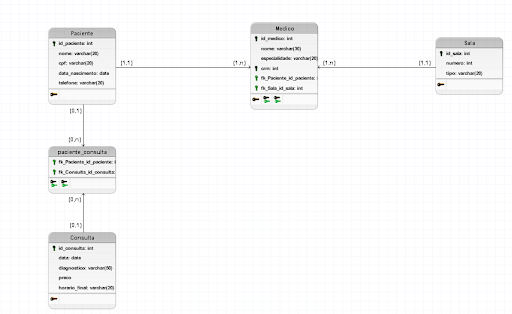 Paciente
id_paciente: int
nome: varchar(20)
cpf: varchar(20)
data_nascimento: data
telefone: varchar(20)
(1,1)
(1,n)
Medico
id_medico: int
nome: varchar(30)
especialidade: varchar(20)
crm: int
fk_Paciente_id_paciente:
fk_Sala_id_sala: int
(1,n)
(1,1)
Sala
id_sala: int
numero: int
tipo: varchar(20)
(0,1)
(0,n)
paciente_consulta
fk_Paciente_id_paciente: i
fk_Consulta_id_consulta:
(0,n)
(0,1)
Consulta
id_consulta: int
data: data
diagnostico: varchar(60)
preco
horario_final: varchar(20)